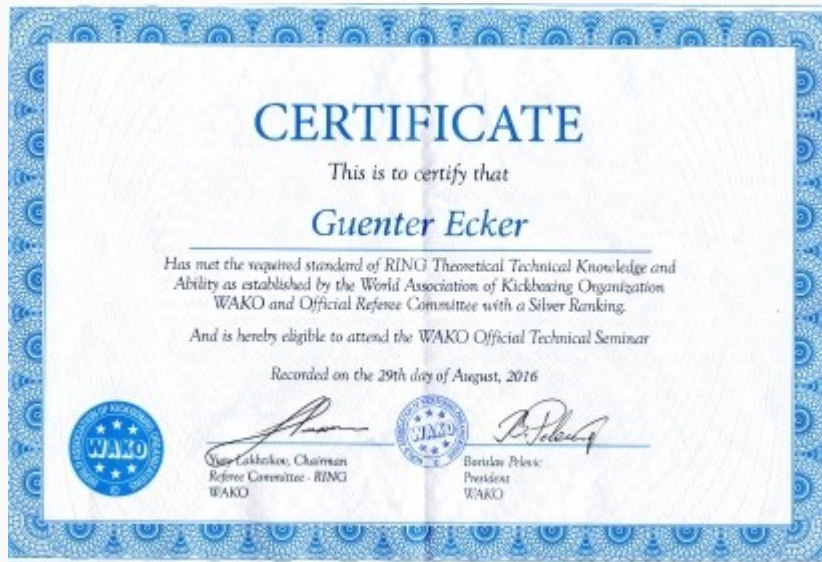 CERTIFICATE
This is to certify that
Guenter Ecker
Has met the required standard of RING Theoretical Technical Knowledge and
Ability as established by the World Association of Kickboxing Organization
WAKO and Official Referee Committee with a Silver Ranking.
And is hereby eligible to attend the WAKO Official Technical Seminar
Recorded on the 29th day of August, 2016
WAKO
WAKO
Yury Lakhtikov, Chairman
Referee Committee - RING
WAKO
Borislav Pelevic
President
WAKO